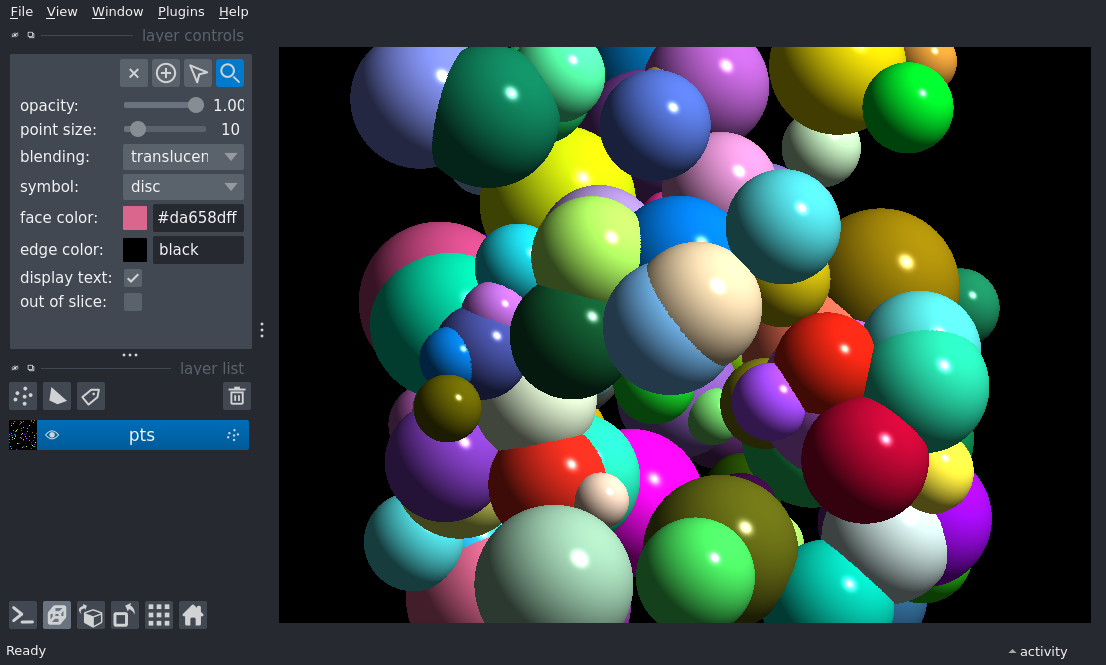 File View Window Plugins Help
layer controls
opacity: 1.00
point size: 10
blending: translucen
symbol: disc
face color: #da658dff
edge color: black
display text:
out of slice:
layer list
pts
Ready
activity